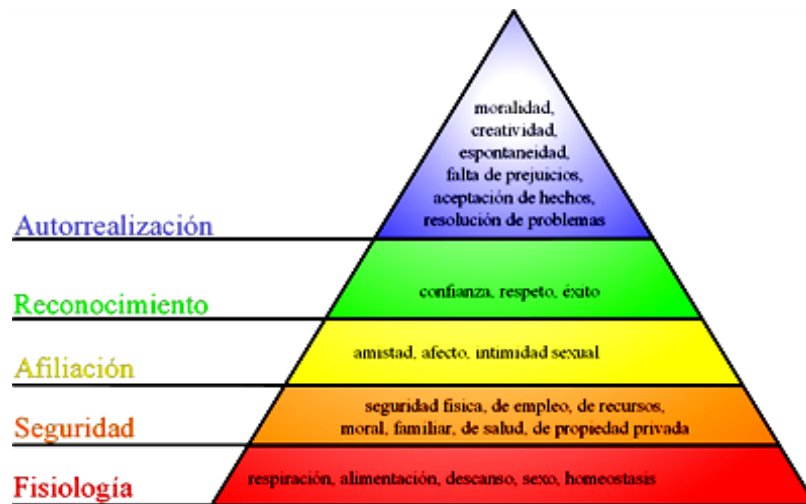 moralidad,
creatividad,
espontaneidad,
falta de prejuicios,
aceptación de hechos,
resolución de problemas
Autorrealización
confianza, respeto, éxito
Reconocimiento
amistad, afecto, intimidad sexual
Afiliación
seguridad física, de empleo, de recursos,
moral, familiar, de salud, de propiedad privada
Seguridad
respiración, alimentación, descanso, sexo, homeostasis
Fisiología